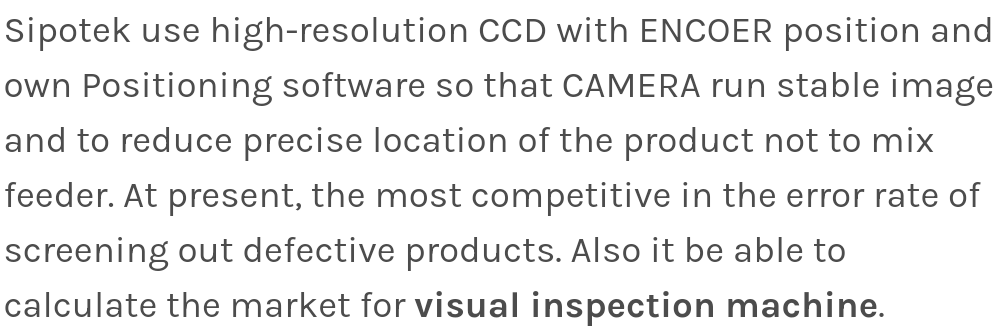 Sipotek use high-resolution CCD with ENCOER position and
own Positioning software so that CAMERA run stable image
and to reduce precise location of the product not to mix
feeder. At present, the most competitive in the error rate of
screening out defective products. Also it be able to
calculate the market for visual inspection machine.